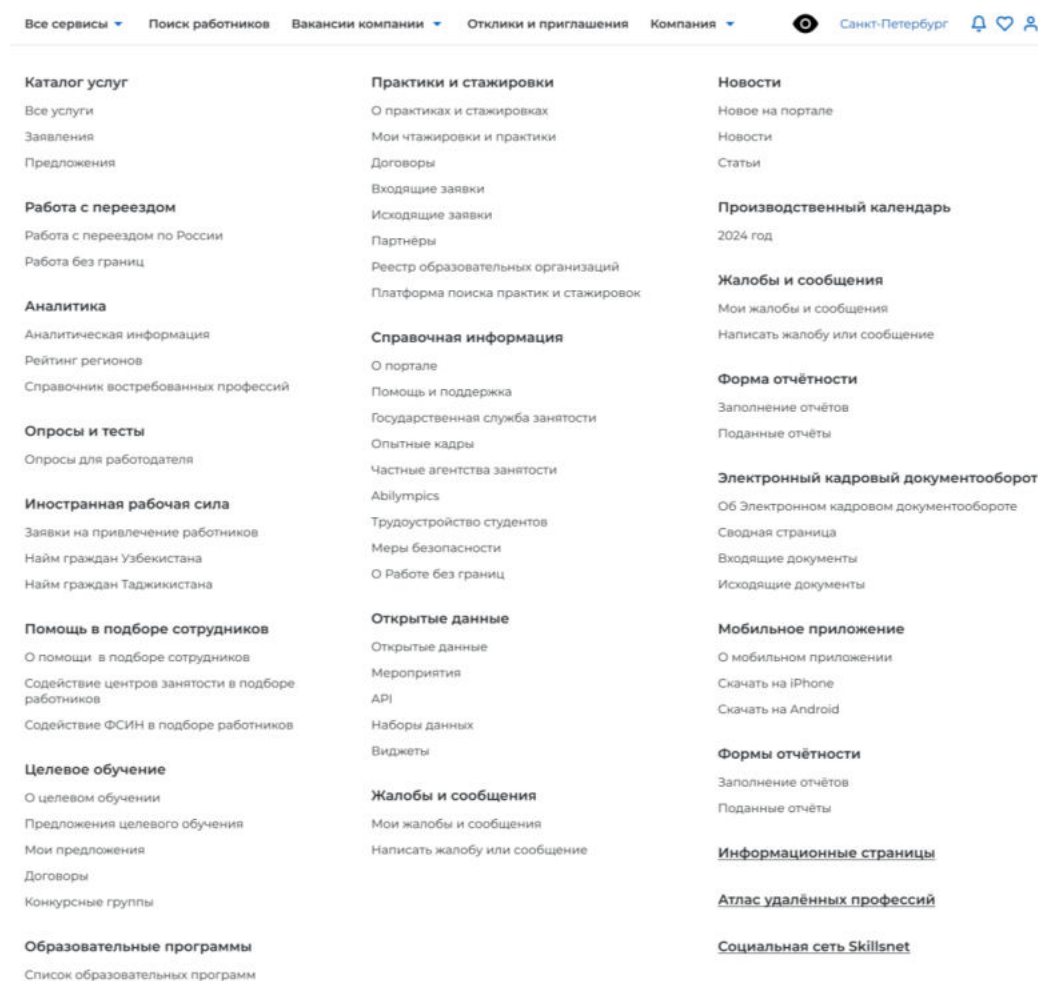 Все сервисы
Поиск работников
Вакансии компании
Отклики и приглашения
Компания
Санкт-Петербург
Каталог услуг
Все услуги
Заявления
Предложения
Работа с переездом
Работа с переездом по России
Работа без границ
Аналитика
Аналитическая информация
Рейтинг регионов
Справочник востребованных профессий
Опросы и тесты
Опросы для работодателя
Иностранная рабочая сила
Заявки на привлечение работников
Найм граждан Узбекистана
Найм граждан Таджикистана
Помощь в подборе сотрудников
О помощи в подборе сотрудников
Содействие центров занятости в подборе
работников
Содействие ФСИН в подборе работников
Целевое обучение
О целевом обучении
Предложения целевого обучения
Мои предложения
Договоры
Конкурсные группы
Образовательные программы
Список образовательных программ
Практики и стажировки
О практиках и стажировках
Мои чтажировки и практики
Договоры
Входящие заявки
Исходящие заявки
Партнёры
Реестр образовательных организаций
Платформа поиска практик и стажировок
Справочная информация
О портале
Помощь и поддержка
Государственная служба занятости
Опытные кадры
Частные агентства занятости
Abilympics
Трудоустройство студентов
Меры безопасности
О Работе без границ
Открытые данные
Открытые данные
Мероприятия
API
Наборы данных
Виджеты
Жалобы и сообщения
Мои жалобы и сообщения
Написать жалобу или сообщение
Новости
Новое на портале
Новости
Статьи
Производственный календарь
2024 год
Жалобы и сообщения
Мои жалобы и сообщения
Написать жалобу или сообщение
Форма отчётности
Заполнение отчётов
Поданные отчёты
Электронный кадровый документооборот
Об Электронном кадровом документообороте
Сводная страница
Входящие документы
Исходящие документы
Мобильное приложение
О мобильном приложении
Скачать на iPhone
Скачать на Android
Формы отчётности
Заполнение отчётов
Поданные отчёты
Информационные страницы
Атлас удалённых профессий
Социальная сеть Skillsnet